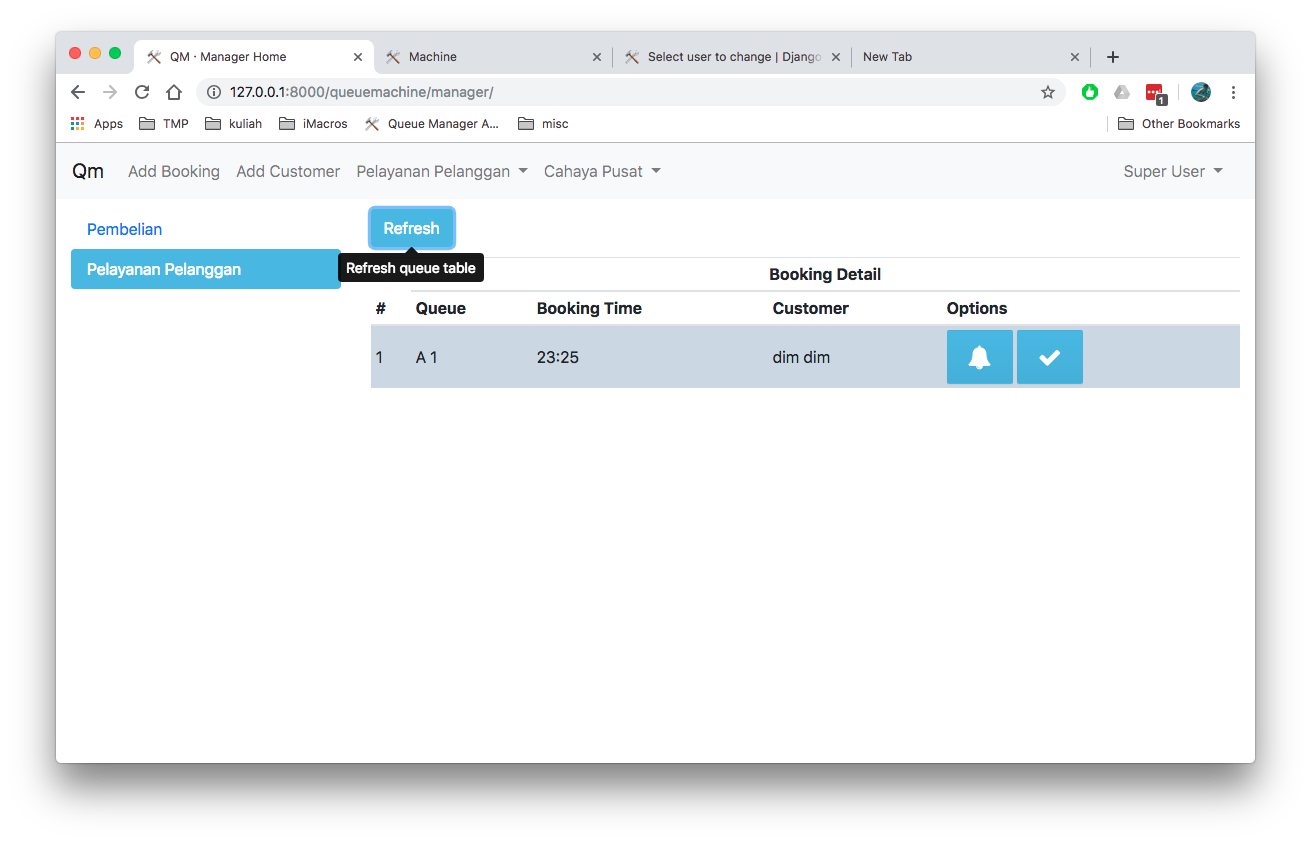 QM · Manager Home
Machine
Select user to change | Django
New Tab
127.0.0.1:8000/queuemachine/manager/
1
Apps
TMP
kuliah
iMacros
Queue Manager A...
misc
Other Bookmarks
Qm
Add Booking
Add Customer
Pelayanan Pelanggan
Cahaya Pusat
Super User
Pembelian
Pelayanan Pelanggan
Refresh
Refresh queue table
Booking Detail
# Queue Booking Time Customer Options
1 A 1 23:25 dim dim